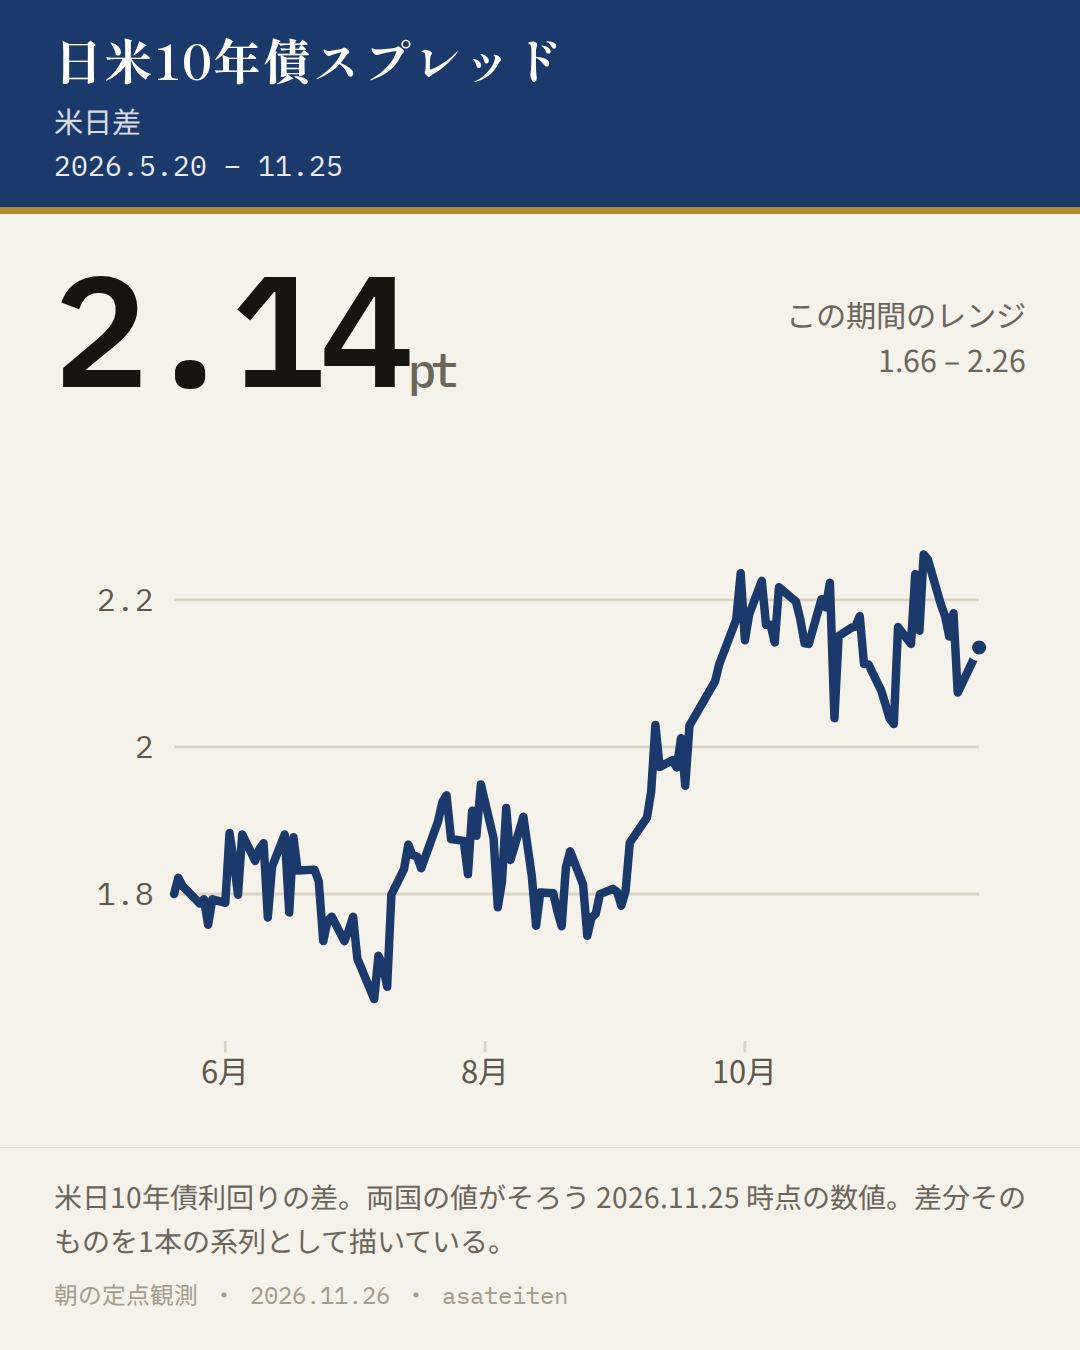 日米10年債スプレッド
米日差
2026.5.20 – 11.25
2.14pt
この期間のレンジ
1.66 – 2.26
2.2
2
1.8
6月
8月
10月
米日10年債利回りの差。両国の値がそろう 2026.11.25 時点の数値。差分その
ものを1本の系列として描いている。
朝の定点観測 ・ 2026.11.26 ・ asateiten